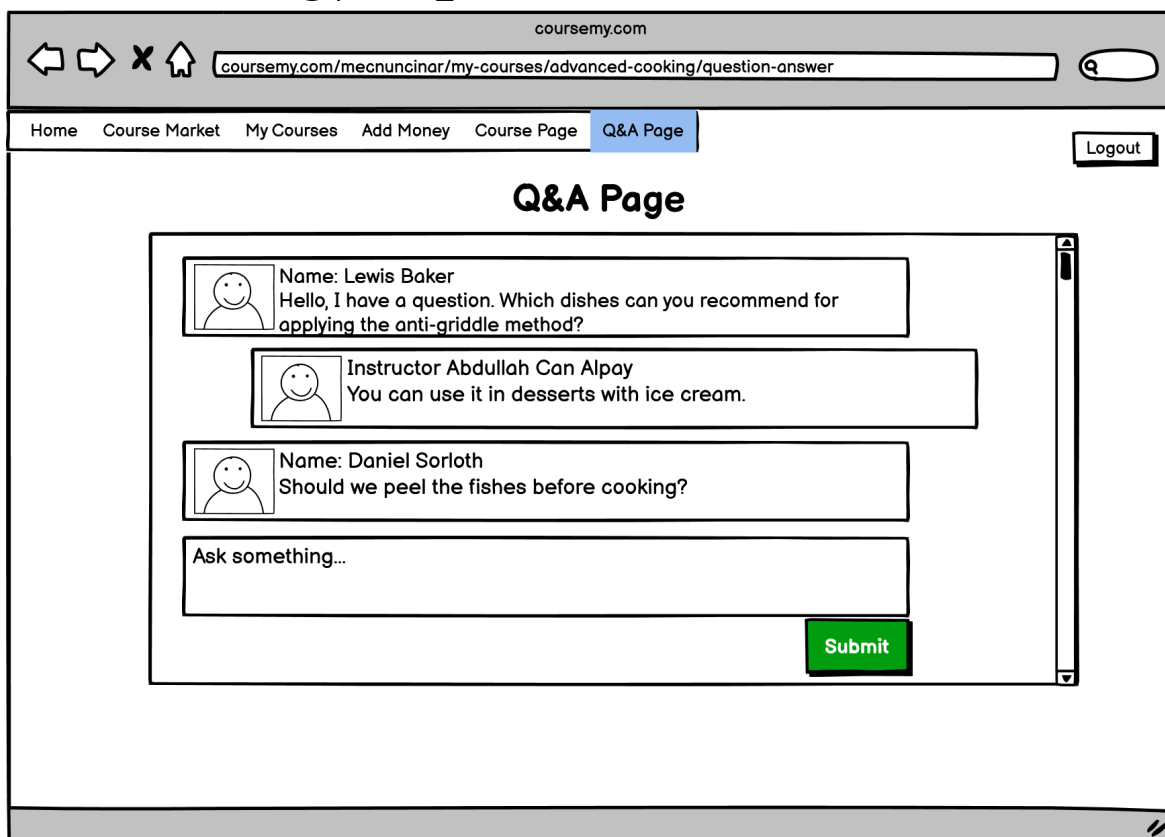 coursemy.com
coursemy.com/mecnuncinar/my-courses/advanced-cooking/question-answer
Home Course Market My Courses Add Money Course Page Q&A Page
Logout
Q&A Page
Name: Lewis Baker
Hello, I have a question. Which dishes can you recommend for
applying the anti-griddle method?
Instructor Abdullah Can Alpay
You can use it in desserts with ice cream.
Name: Daniel Sorloth
Should we peel the fishes before cooking?
Ask something...
Submit